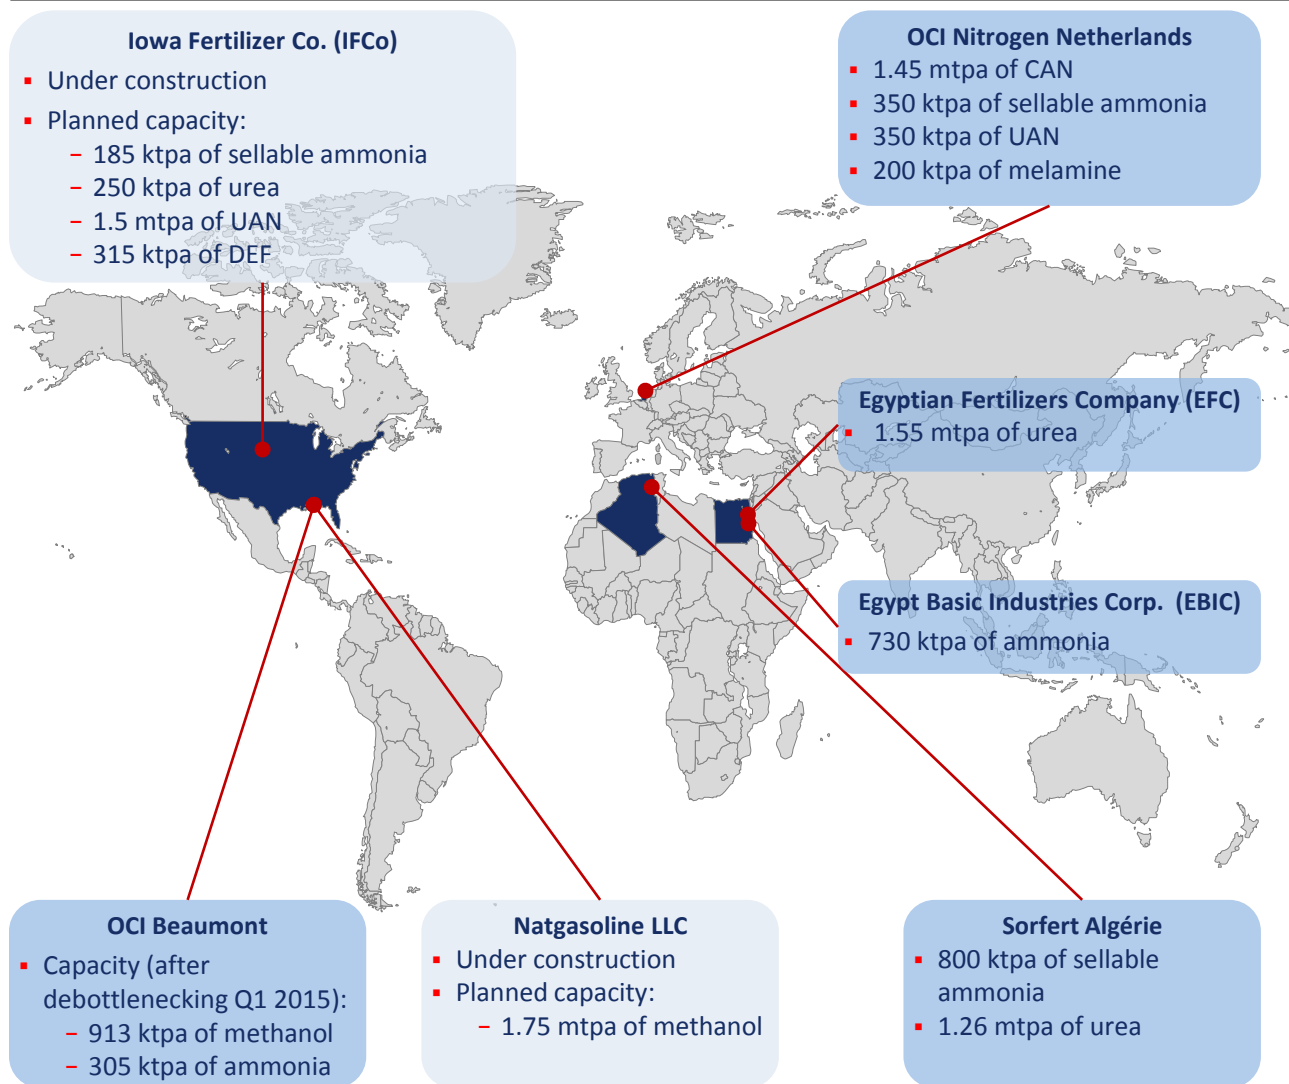 Iowa Fertilizer Co. (IFCo)
▪ Under construction
▪ Planned capacity:
– 185 ktpa of sellable ammonia
– 250 ktpa of urea
– 1.5 mtpa of UAN
– 315 ktpa of DEF
OCI Nitrogen Netherlands
▪ 1.45 mtpa of CAN
▪ 350 ktpa of sellable ammonia
▪ 350 ktpa of UAN
▪ 200 ktpa of melamine
Egyptian Fertilizers Company (EFC)
▪ 1.55 mtpa of urea
Egypt Basic Industries Corp. (EBIC)
▪ 730 ktpa of ammonia
OCI Beaumont
▪ Capacity (after
debottlenecking Q1 2015):
– 913 ktpa of methanol
– 305 ktpa of ammonia
Natgasoline LLC
▪ Under construction
▪ Planned capacity:
– 1.75 mtpa of methanol
Sorfert Algérie
▪ 800 ktpa of sellable
ammonia
▪ 1.26 mtpa of urea